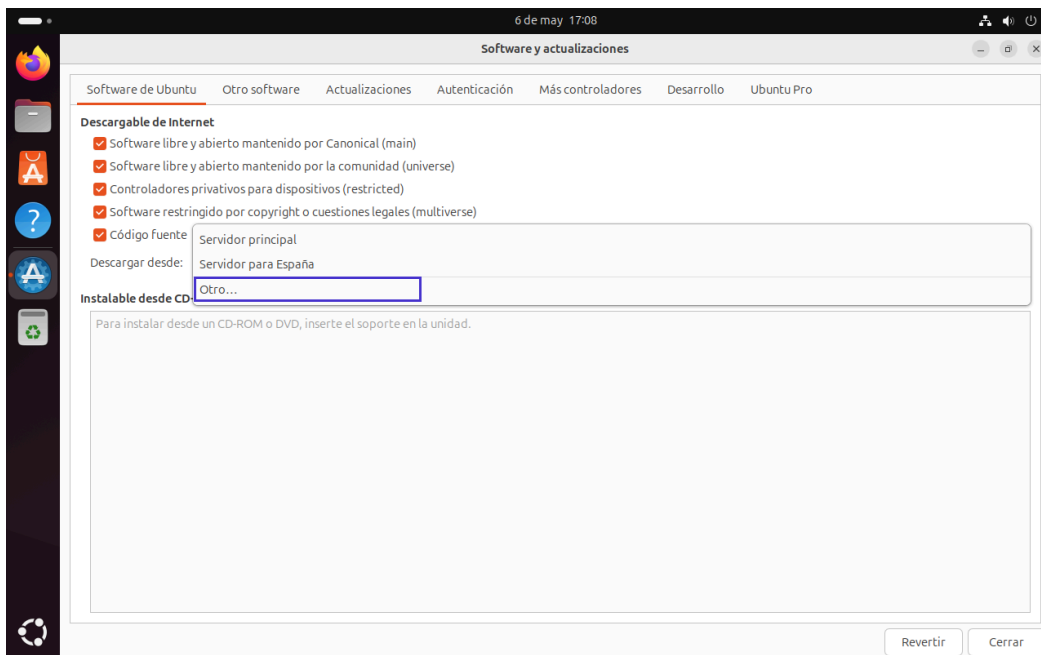 6 de may 17:08
Software y actualizaciones
Software de Ubuntu Otro software Actualizaciones Autenticación Más controladores Desarrollo Ubuntu Pro
Descargable de Internet
Software libre y abierto mantenido por Canonical (main)
Software libre y abierto mantenido por la comunidad (universe)
Controladores privativos para dispositivos (restricted)
Software restringido por copyright o cuestiones legales (multiverse)
Código fuente
Servidor principal
Descargar desde: Servidor para España
Otro...
Instalable desde CD-
Para instalar desde un CD-ROM o DVD, inserte el soporte en la unidad.
Revertir Cerrar